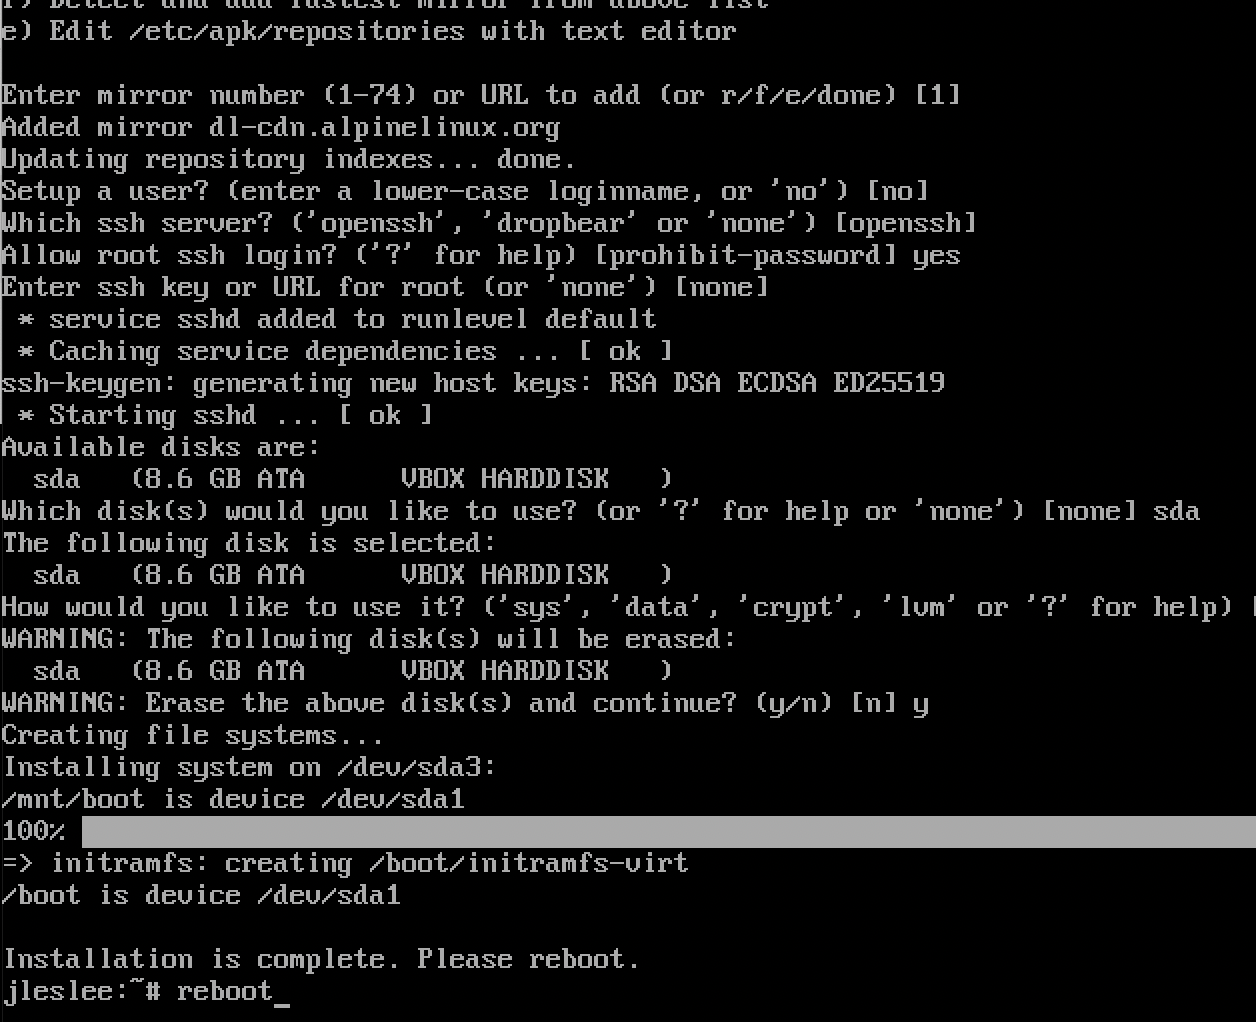 e) Edit /etc/apk/repositories with text editor
Enter mirror number (1-74) or URL to add (or r/f/e/done) [1]
Added mirror dl-cdn.alpinelinux.org
Updating repository indexes... done.
Setup a user? (enter a lower-case loginname, or 'no') [no]
Which ssh server? ('openssh', 'dropbear' or 'none') [openssh]
Allow root ssh login? ('?' for help) [prohibit-password] yes
Enter ssh key or URL for root (or 'none') [none]
 * service sshd added to runlevel default
 * Caching service dependencies ... [ ok ]
ssh-keygen: generating new host keys: RSA DSA ECDSA ED25519
 * Starting sshd ... [ ok ]
Available disks are:
  sda   (8.6 GB ATA      VBOX HARDDISK   )
Which disk(s) would you like to use? (or '?' for help or 'none') [none] sda
The following disk is selected:
  sda   (8.6 GB ATA      VBOX HARDDISK   )
How would you like to use it? ('sys', 'data', 'crypt', 'lvm' or '?' for help) [
WARNING: The following disk(s) will be erased:
  sda   (8.6 GB ATA      VBOX HARDDISK   )
WARNING: Erase the above disk(s) and continue? (y/n) [n] y
Creating file systems...
Installing system on /dev/sda3:
/mnt/boot is device /dev/sda1
100%
=> initramfs: creating /boot/initramfs-virt
/boot is device /dev/sda1
Installation is complete. Please reboot.
jleslee:~# reboot_